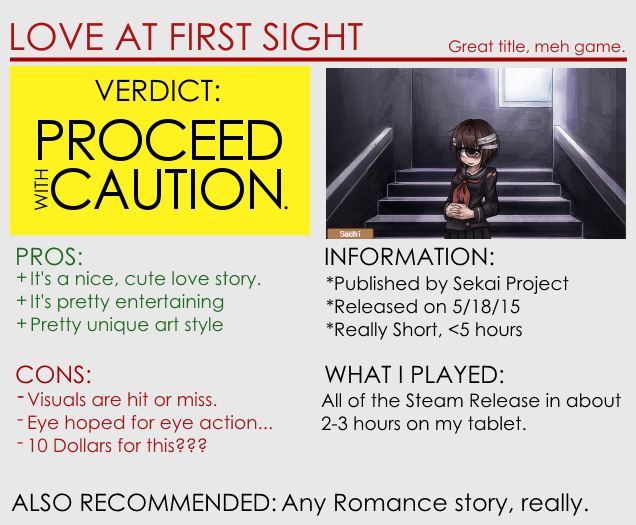 LOVE AT FIRST SIGHT
Great title, meh game.
VERDICT:
PROCEED
WITH CAUTION.
Sachi
PROS:
+It's a nice, cute love story.
+It's pretty entertaining
+Pretty unique art style
INFORMATION:
*Published by Sekai Project
*Released on 5/18/15
*Really Short, <5 hours
CONS:
-Visuals are hit or miss.
-Eye hoped for eye action...
-10 Dollars for this???
WHAT I PLAYED:
All of the Steam Release in about
2-3 hours on my tablet.
ALSO RECOMMENDED: Any Romance story, really.